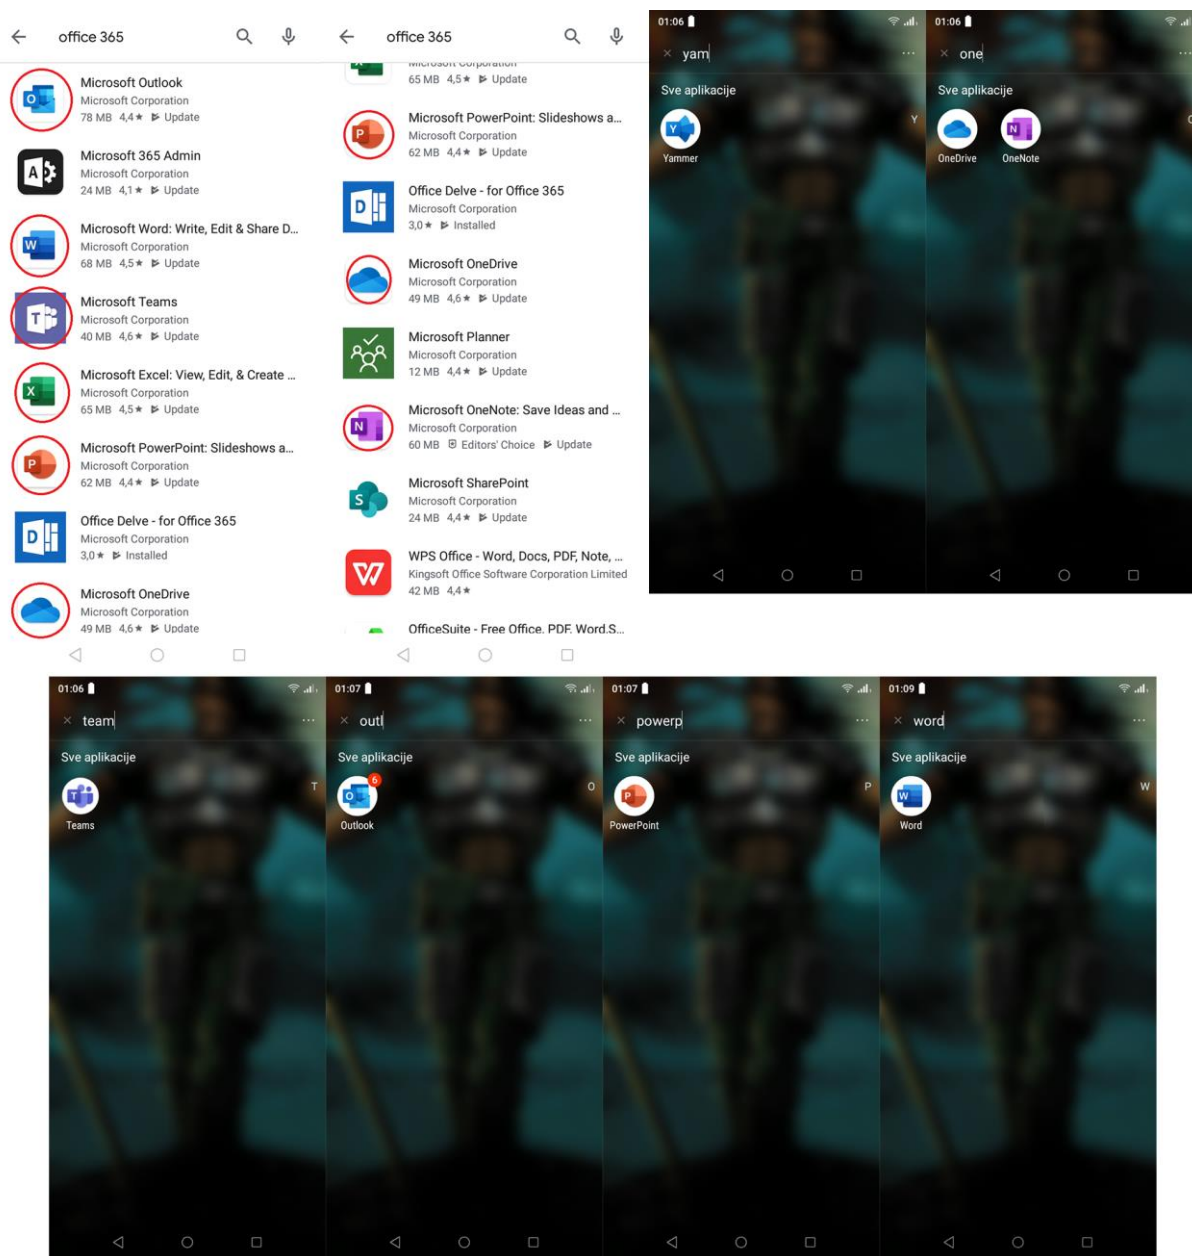 office 365
Microsoft Outlook
Microsoft Corporation
78 MB 4,4★ Update
Microsoft 365 Admin
Microsoft Corporation
24 MB 4,1★ Update
Microsoft Word: Write, Edit & Share D...
Microsoft Corporation
68 MB 4,5★ Update
Microsoft Teams
Microsoft Corporation
40 MB 4,6★ Update
Microsoft Excel: View, Edit, & Create ...
Microsoft Corporation
65 MB 4,5★ Update
Microsoft PowerPoint: Slideshows a...
Microsoft Corporation
62 MB 4,4★ Update
Office Delve - for Office 365
Microsoft Corporation
3,0★ Installed
Microsoft OneDrive
Microsoft Corporation
49 MB 4,6★ Update
office 365
Microsoft Corporation
65 MB 4,5★ Update
Microsoft PowerPoint: Slideshows a...
Microsoft Corporation
62 MB 4,4★ Update
Office Delve - for Office 365
Microsoft Corporation
3,0★ Installed
Microsoft OneDrive
Microsoft Corporation
49 MB 4,6★ Update
Microsoft Planner
Microsoft Corporation
12 MB 4,4★ Update
Microsoft OneNote: Save Ideas and ...
Microsoft Corporation
60 MB Editors' Choice Update
Microsoft SharePoint
Microsoft Corporation
24 MB 4,4★ Update
WPS Office - Word, Docs, PDF, Note, ...
Kingsoft Office Software Corporation Limited
42 MB 4,4★
OfficeSuite - Free Office, PDF, Word,S...
01:06
× yam ...
Sve aplikacije
Y
Yammer
01:06
× one ...
Sve aplikacije
OneDrive OneNote
01:06
× team ...
Sve aplikacije
T
Teams
01:07
× outl ...
Sve aplikacije
6
O
Outlook
01:07
× powerp ...
Sve aplikacije
P
PowerPoint
01:09
× word ...
Sve aplikacije
W
Word